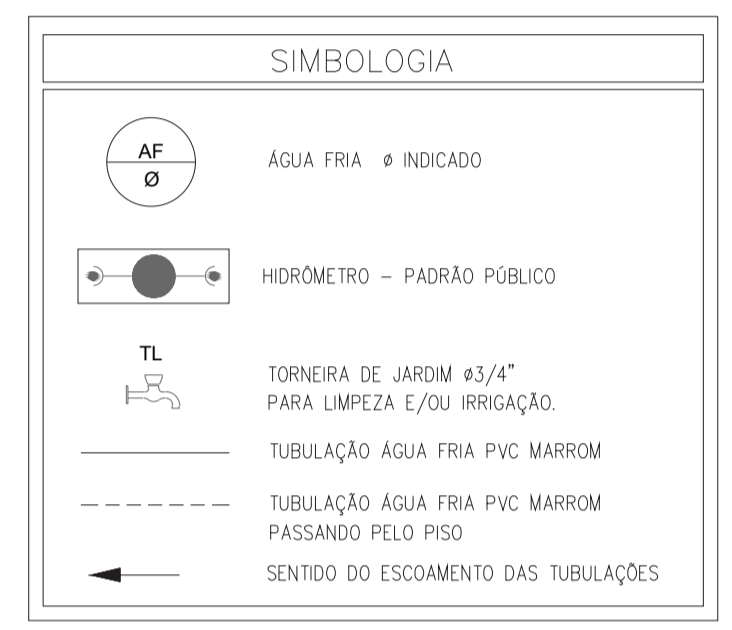 SIMBOLOGIA
AF
Ø
ÁGUA FRIA ø INDICADO
HIDRÔMETRO – PADRÃO PÚBLICO
TL
TORNEIRA DE JARDIM ø3/4"
PARA LIMPEZA E/OU IRRIGAÇÃO.
TUBULAÇÃO ÁGUA FRIA PVC MARROM
TUBULAÇÃO ÁGUA FRIA PVC MARROM
PASSANDO PELO PISO
SENTIDO DO ESCOAMENTO DAS TUBULAÇÕES